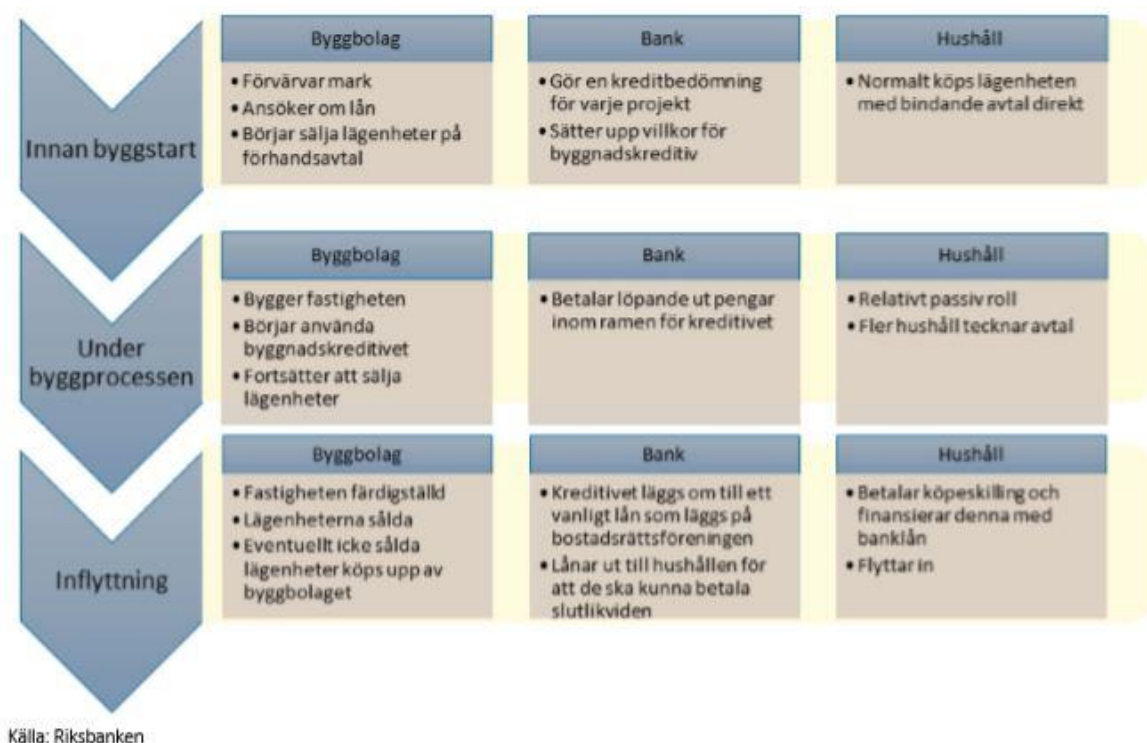 Innan byggstart
Byggbolag
• Förvärvar mark
• Ansöker om lån
• Börjar sälja lägenheter på
förhandsavtal
Bank
• Gör en kreditbedömning
för varje projekt
• Sätter upp villkor för
byggnadskreditiv
Hushåll
• Normalt köps lägenheten
med bindande avtal direkt
Under
byggprocessen
Byggbolag
• Bygger fastigheten
• Börjar använda
byggnadskreditivet
• Fortsätter att sälja
lägenheter
Bank
• Betalar löpande ut pengar
inom ramen för kreditivet
Hushåll
• Relativt passiv roll
• Fler hushåll tecknar avtal
Inflyttning
Byggbolag
• Fastigheten färdigställd
• Lägenheterna sålda
• Eventuellt icke sålda
lägenheter köps upp av
byggbolaget
Bank
• Kreditivet läggs om till ett
vanligt lån som läggs på
bostadsrättsföreningen
• Lånar ut till hushållen för
att de ska kunna betala
slutlikviden
Hushåll
• Betalar köpeskilling och
finansierar denna med
banklån
• Flyttar in
Källa: Riksbanken